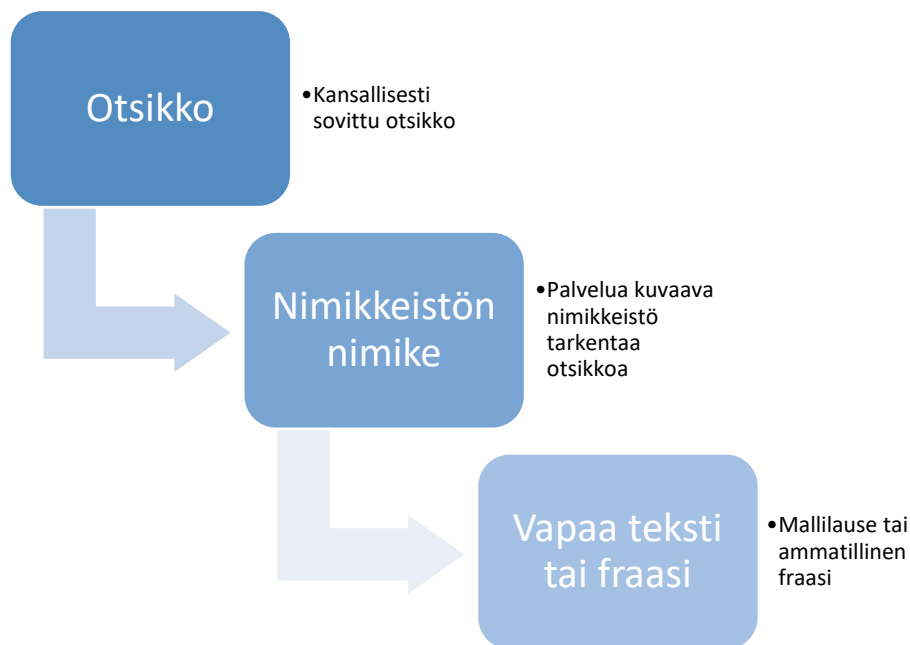 Otsikko
•Kansallisesti
sovittu otsikko
Nimikkeistön
nimike
•Palvelua kuvaava
nimikkeistö
tarkentaa
otsikkoa
Vapaa teksti
tai fraasi
•Mallilause tai
ammatillinen
fraasi